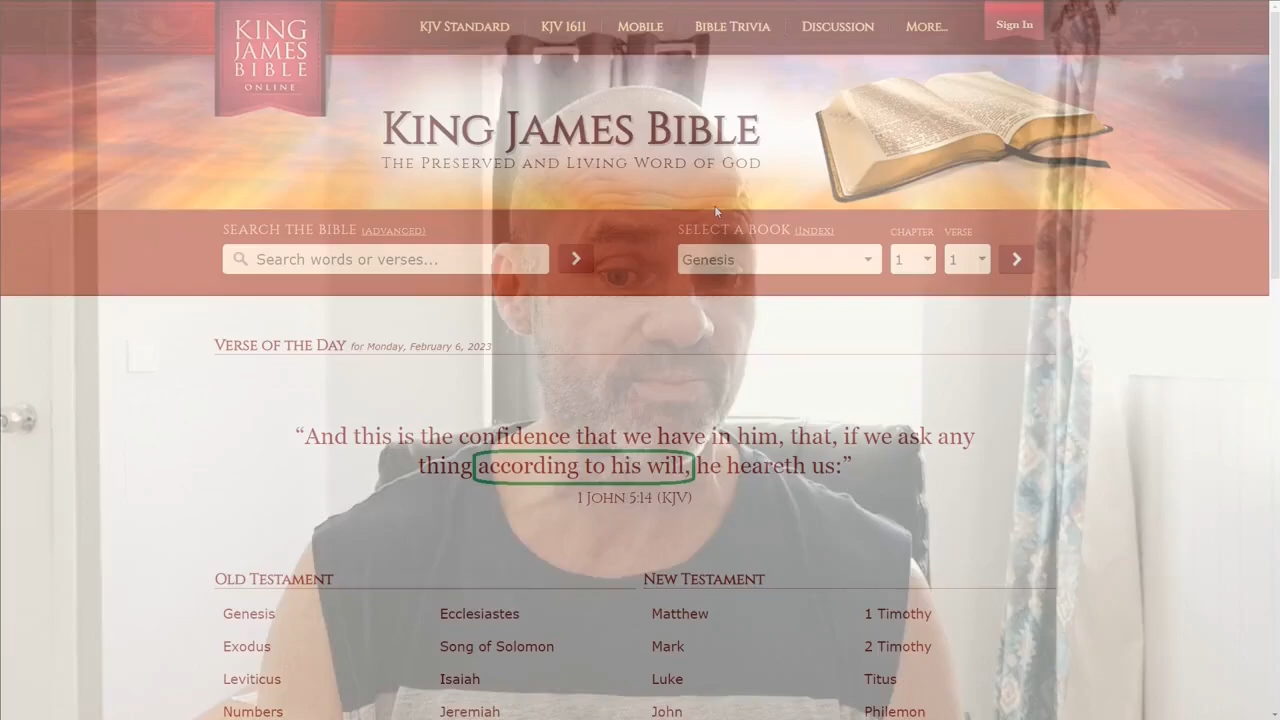 KING
JAMES
BIBLE
ONLINE
KJV STANDARD KJV 1611 MOBILE BIBLE TRIVIA DISCUSSION MORE... Sign In
KING JAMES BIBLE
THE PRESERVED AND LIVING WORD OF GOD
SEARCH THE BIBLE (ADVANCED) SELECT A BOOK (INDEX) CHAPTER VERSE
Search words or verses... Genesis 1 1
VERSE OF THE DAY for Monday, February 6, 2023
“And this is the confidence that we have in him, that, if we ask any
thing according to his will, he heareth us:”
1 JOHN 5:14 (KJV)
OLD TESTAMENT NEW TESTAMENT
Genesis Ecclesiastes Matthew 1 Timothy
Exodus Song of Solomon Mark 2 Timothy
Leviticus Isaiah Luke Titus
Numbers Jeremiah John Philemon